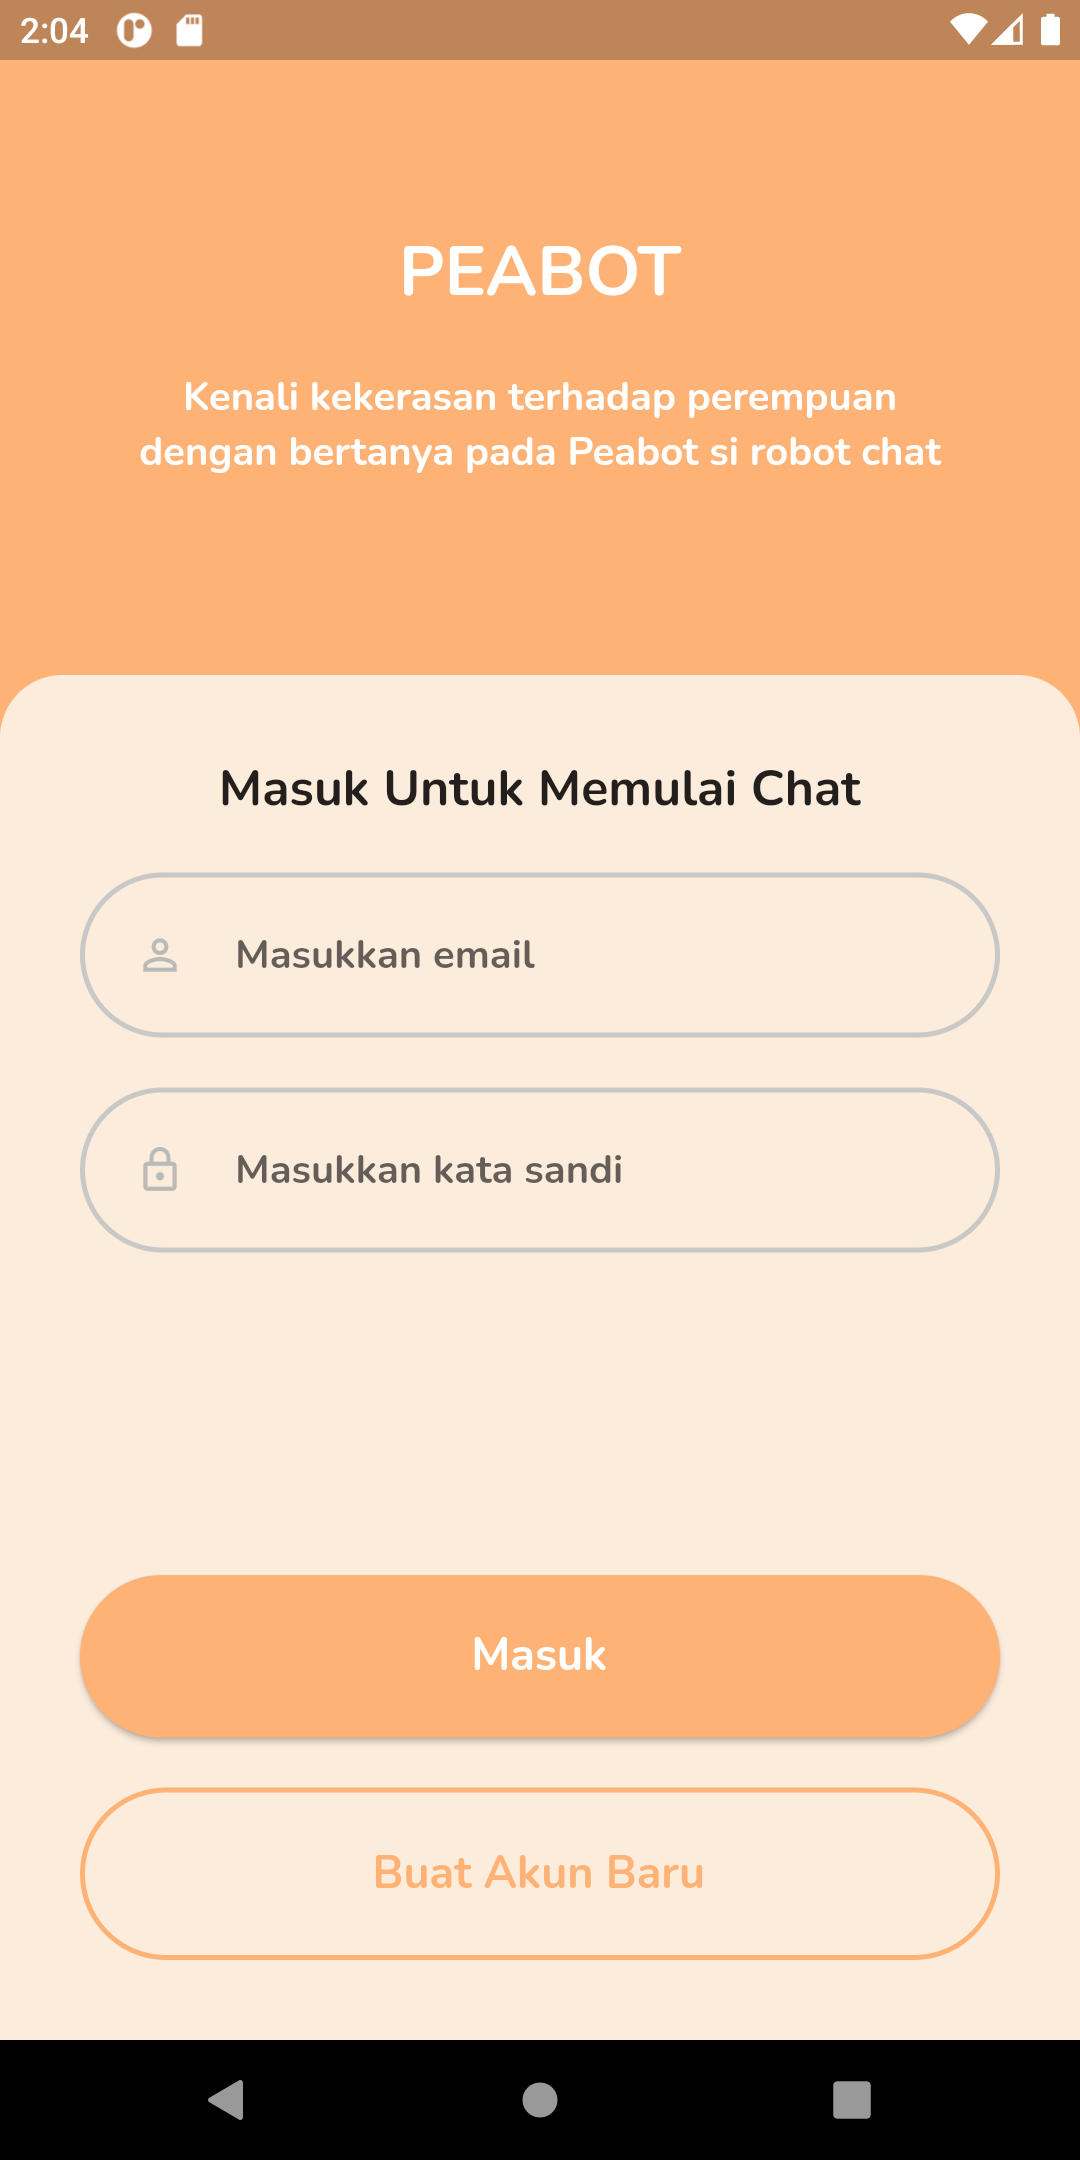 2:04
PEABOT
Kenali kekerasan terhadap perempuan
dengan bertanya pada Peabot si robot chat
Masuk Untuk Memulai Chat
Masukkan email
Masukkan kata sandi
Masuk
Buat Akun Baru